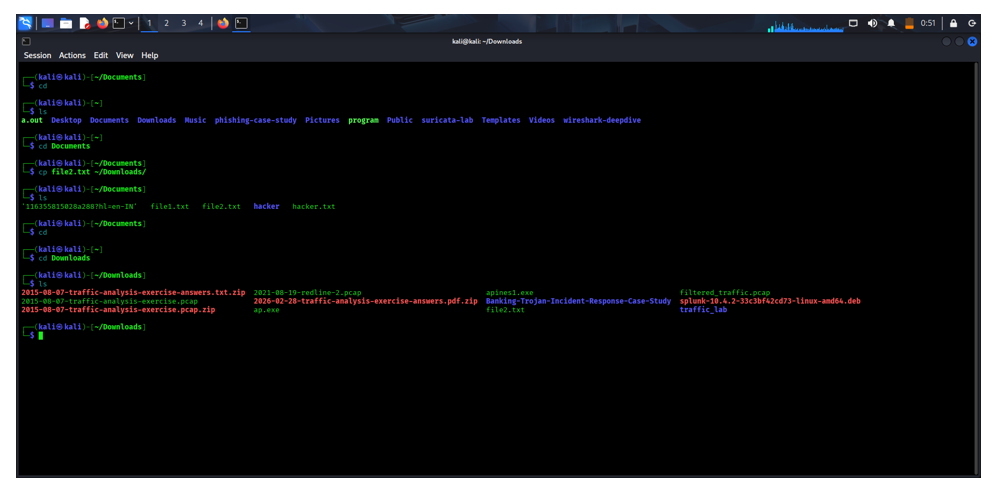 1 2 3 4
0:51
kali@kali: ~/Downloads
Session Actions Edit View Help
(kali㉿kali)-[~/Documents]
$ cd
(kali㉿kali)-[~]
$ ls
a.out Desktop Documents Downloads Music phishing-case-study Pictures program Public suricata-lab Templates Videos wireshark-deepdive
(kali㉿kali)-[~]
$ cd Documents
(kali㉿kali)-[~/Documents]
$ cp file2.txt ~/Downloads/
(kali㉿kali)-[~/Documents]
$ ls
'116355815028a288?hl=en-IN' file1.txt file2.txt hacker hacker.txt
(kali㉿kali)-[~/Documents]
$ cd
(kali㉿kali)-[~]
$ cd Downloads
(kali㉿kali)-[~/Downloads]
$ ls
2015-08-07-traffic-analysis-exercise-answers.txt.zip 2021-08-19-redline-2.pcap apines1.exe filtered_traffic.pcap
2015-08-07-traffic-analysis-exercise.pcap 2026-02-28-traffic-analysis-exercise-answers.pdf.zip Banking-Trojan-Incident-Response-Case-Study splunk-10.4.2-33c3bf42cd73-linux-amd64.deb
2015-08-07-traffic-analysis-exercise.pcap.zip ap.exe file2.txt traffic_lab
(kali㉿kali)-[~/Downloads]
$